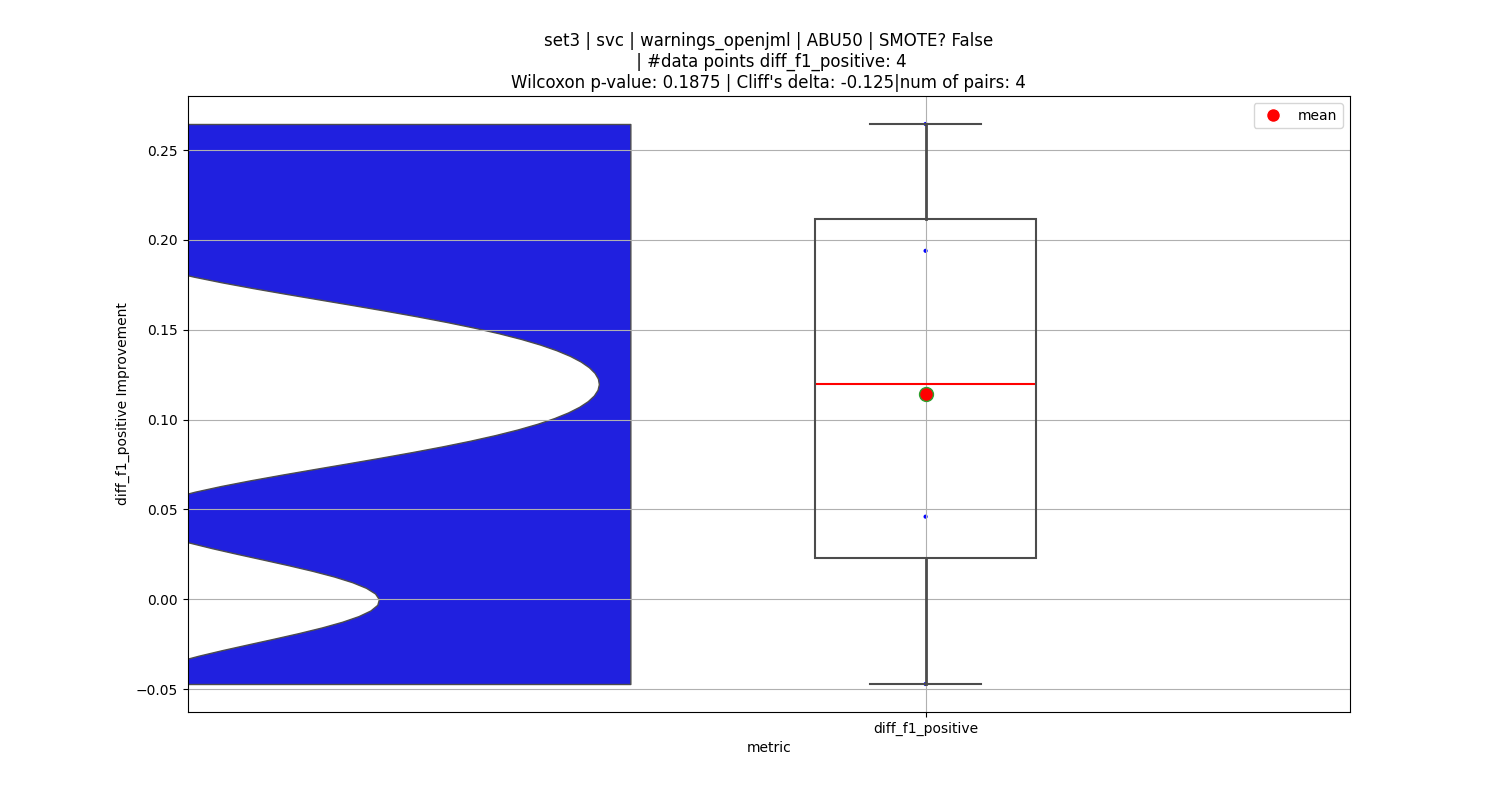 set3 | svc | warnings_openjml | ABU50 | SMOTE? False
| #data points diff_f1_positive: 4
Wilcoxon p-value: 0.1875 | Cliff's delta: -0.125|num of pairs: 4
mean
0.25
0.20
0.15
0.10
0.05
0.00
−0.05
diff_f1_positive Improvement
diff_f1_positive
metric